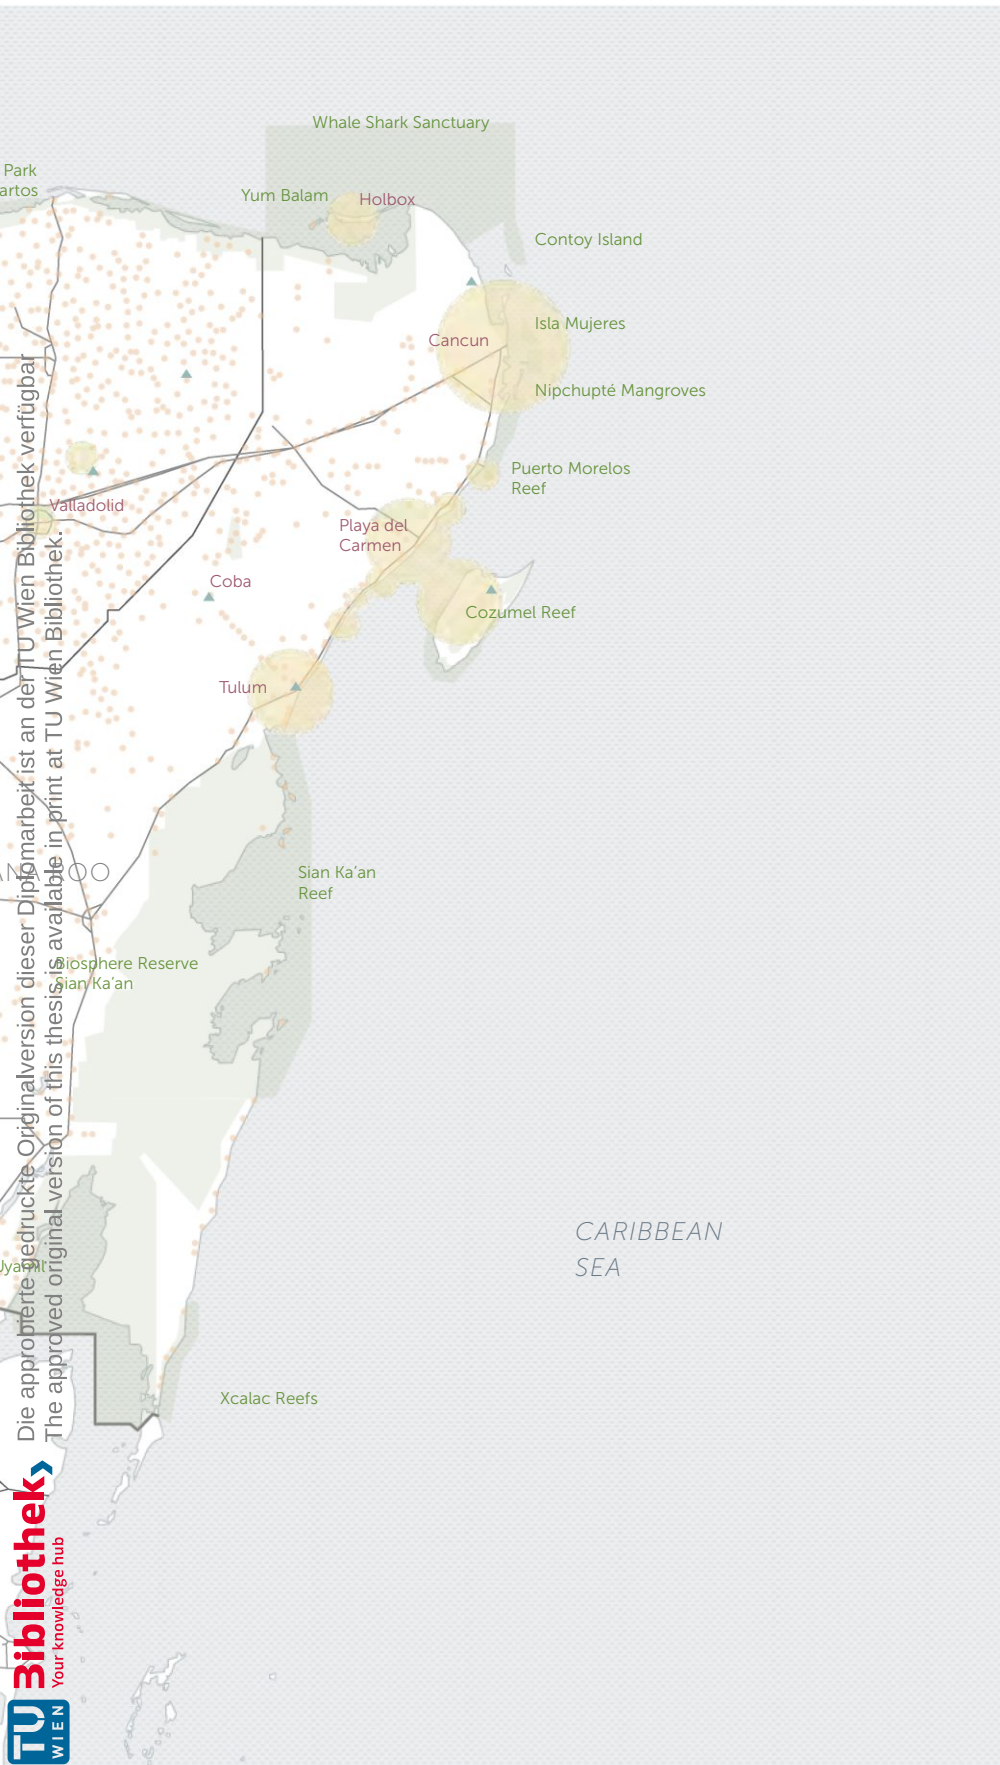 Whale Shark Sanctuary
Park
artos
Yum Balam
Holbox
Contoy Island
Isla Mujeres
Cancun
Nipchupté Mangroves
Puerto Morelos
Reef
Valladolid
Playa del
Carmen
Coba
Cozumel Reef
Tulum
Sian Ka'an
Reef
ANA ROO
Biosphere Reserve
Sian Ka'an
CARIBBEAN
SEA
Uyamil
Xcalac Reefs
Die approbierte gedruckte Originalversion dieser Diplomarbeit ist an der TU Wien Bibliothek verfügbar
The approved original version of this thesis is available in print at TU Wien Bibliothek.
Bibliothek
Your knowledge hub
TU
WIEN